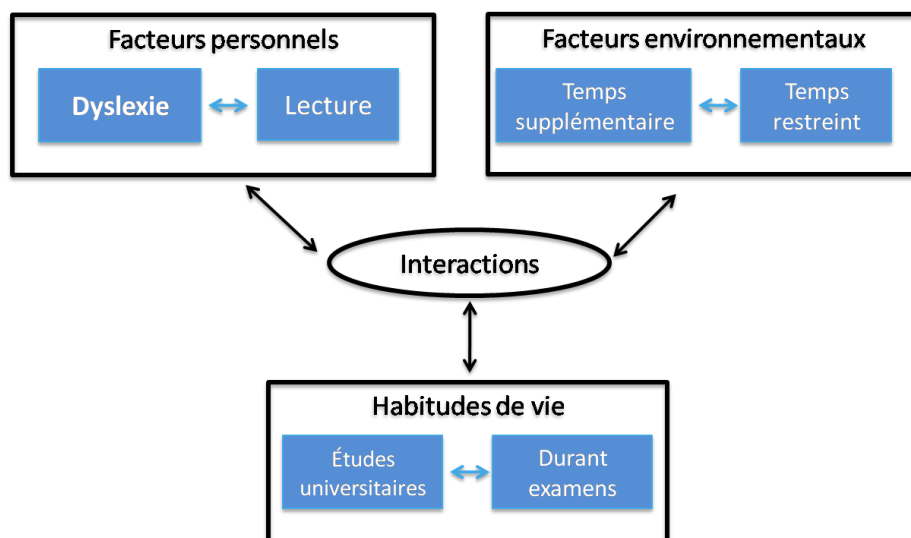 Facteurs personnels
Dyslexie
Lecture
Facteurs environnementaux
Temps
supplémentaire
Temps
restreint
Interactions
Habitudes de vie
Études
universitaires
Durant
examens